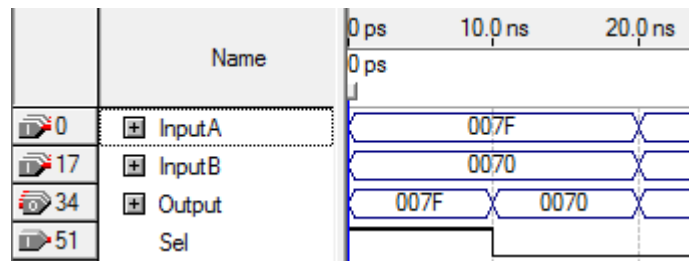 Name
0 ps 10.0 ns 20.0 ns
0 ps
0 InputA 007F
17 InputB 0070
34 Output 007F 0070
51 Sel